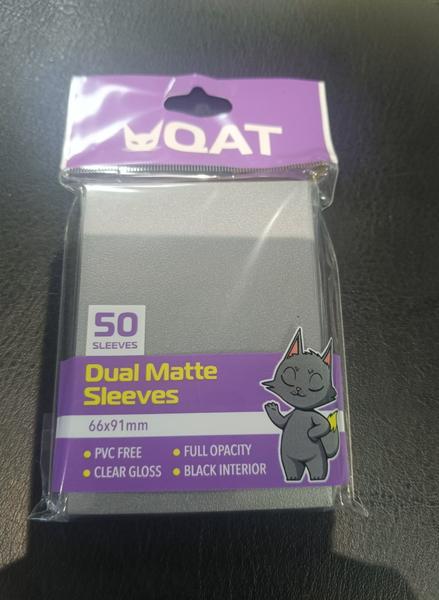 QAT
50
SLEEVES
Dual Matte
Sleeves
66x91mm
• PVC FREE • FULL OPACITY
• CLEAR GLOSS • BLACK INTERIOR